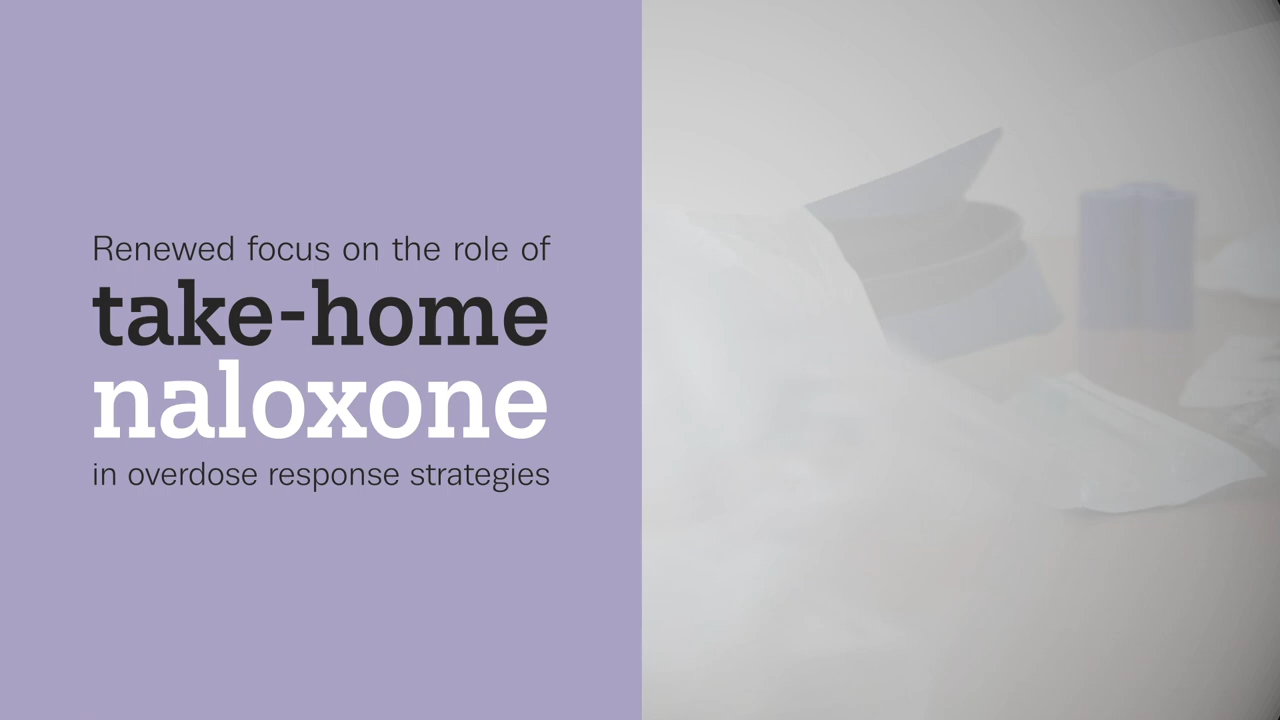 Renewed focus on the role of
take-home
naloxone
in overdose response strategies